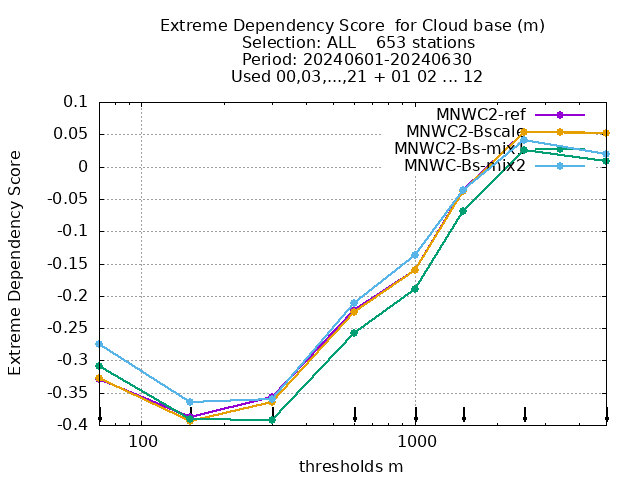 Extreme Dependency Score  for Cloud base (m)
Selection: ALL    653 stations
Period: 20240601-20240630
Used 00,03,...,21 + 01 02 ... 12
Extreme Dependency Score
0.1
0.05
0
-0.05
-0.1
-0.15
-0.2
-0.25
-0.3
-0.35
-0.4
MNWC2-ref
MNWC2-Bscale
MNWC2-Bs-mix1
MNWC-Bs-mix2
100
1000
thresholds m